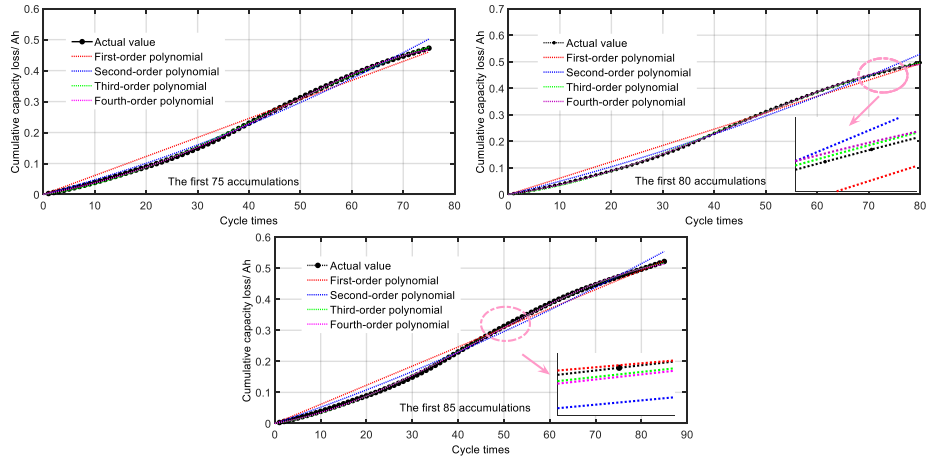 Cumulative capacity loss/ Ah
0.6
0.5
0.4
0.3
0.2
0.1
0
Actual value
First-order polynomial
Second-order polynomial
Third-order polynomial
Fourth-order polynomial
The first 75 accumulations
0 10 20 30 40 50 60 70 80
Cycle times
Cumulative capacity loss/ Ah
0.7
0.6
0.5
0.4
0.3
0.2
0.1
0
Actual value
First-order polynomial
Second-order polynomial
Third-order polynomial
Fourth-order polynomial
The first 80 accumulations
0 10 20 30 40 50 60 70 80
Cycle times
Cumulative capacity loss/ Ah
0.6
0.5
0.4
0.3
0.2
0.1
0
Actual value
First-order polynomial
Second-order polynomial
Third-order polynomial
Fourth-order polynomial
The first 85 accumulations
0 10 20 30 40 50 60 70 80 90
Cycle times